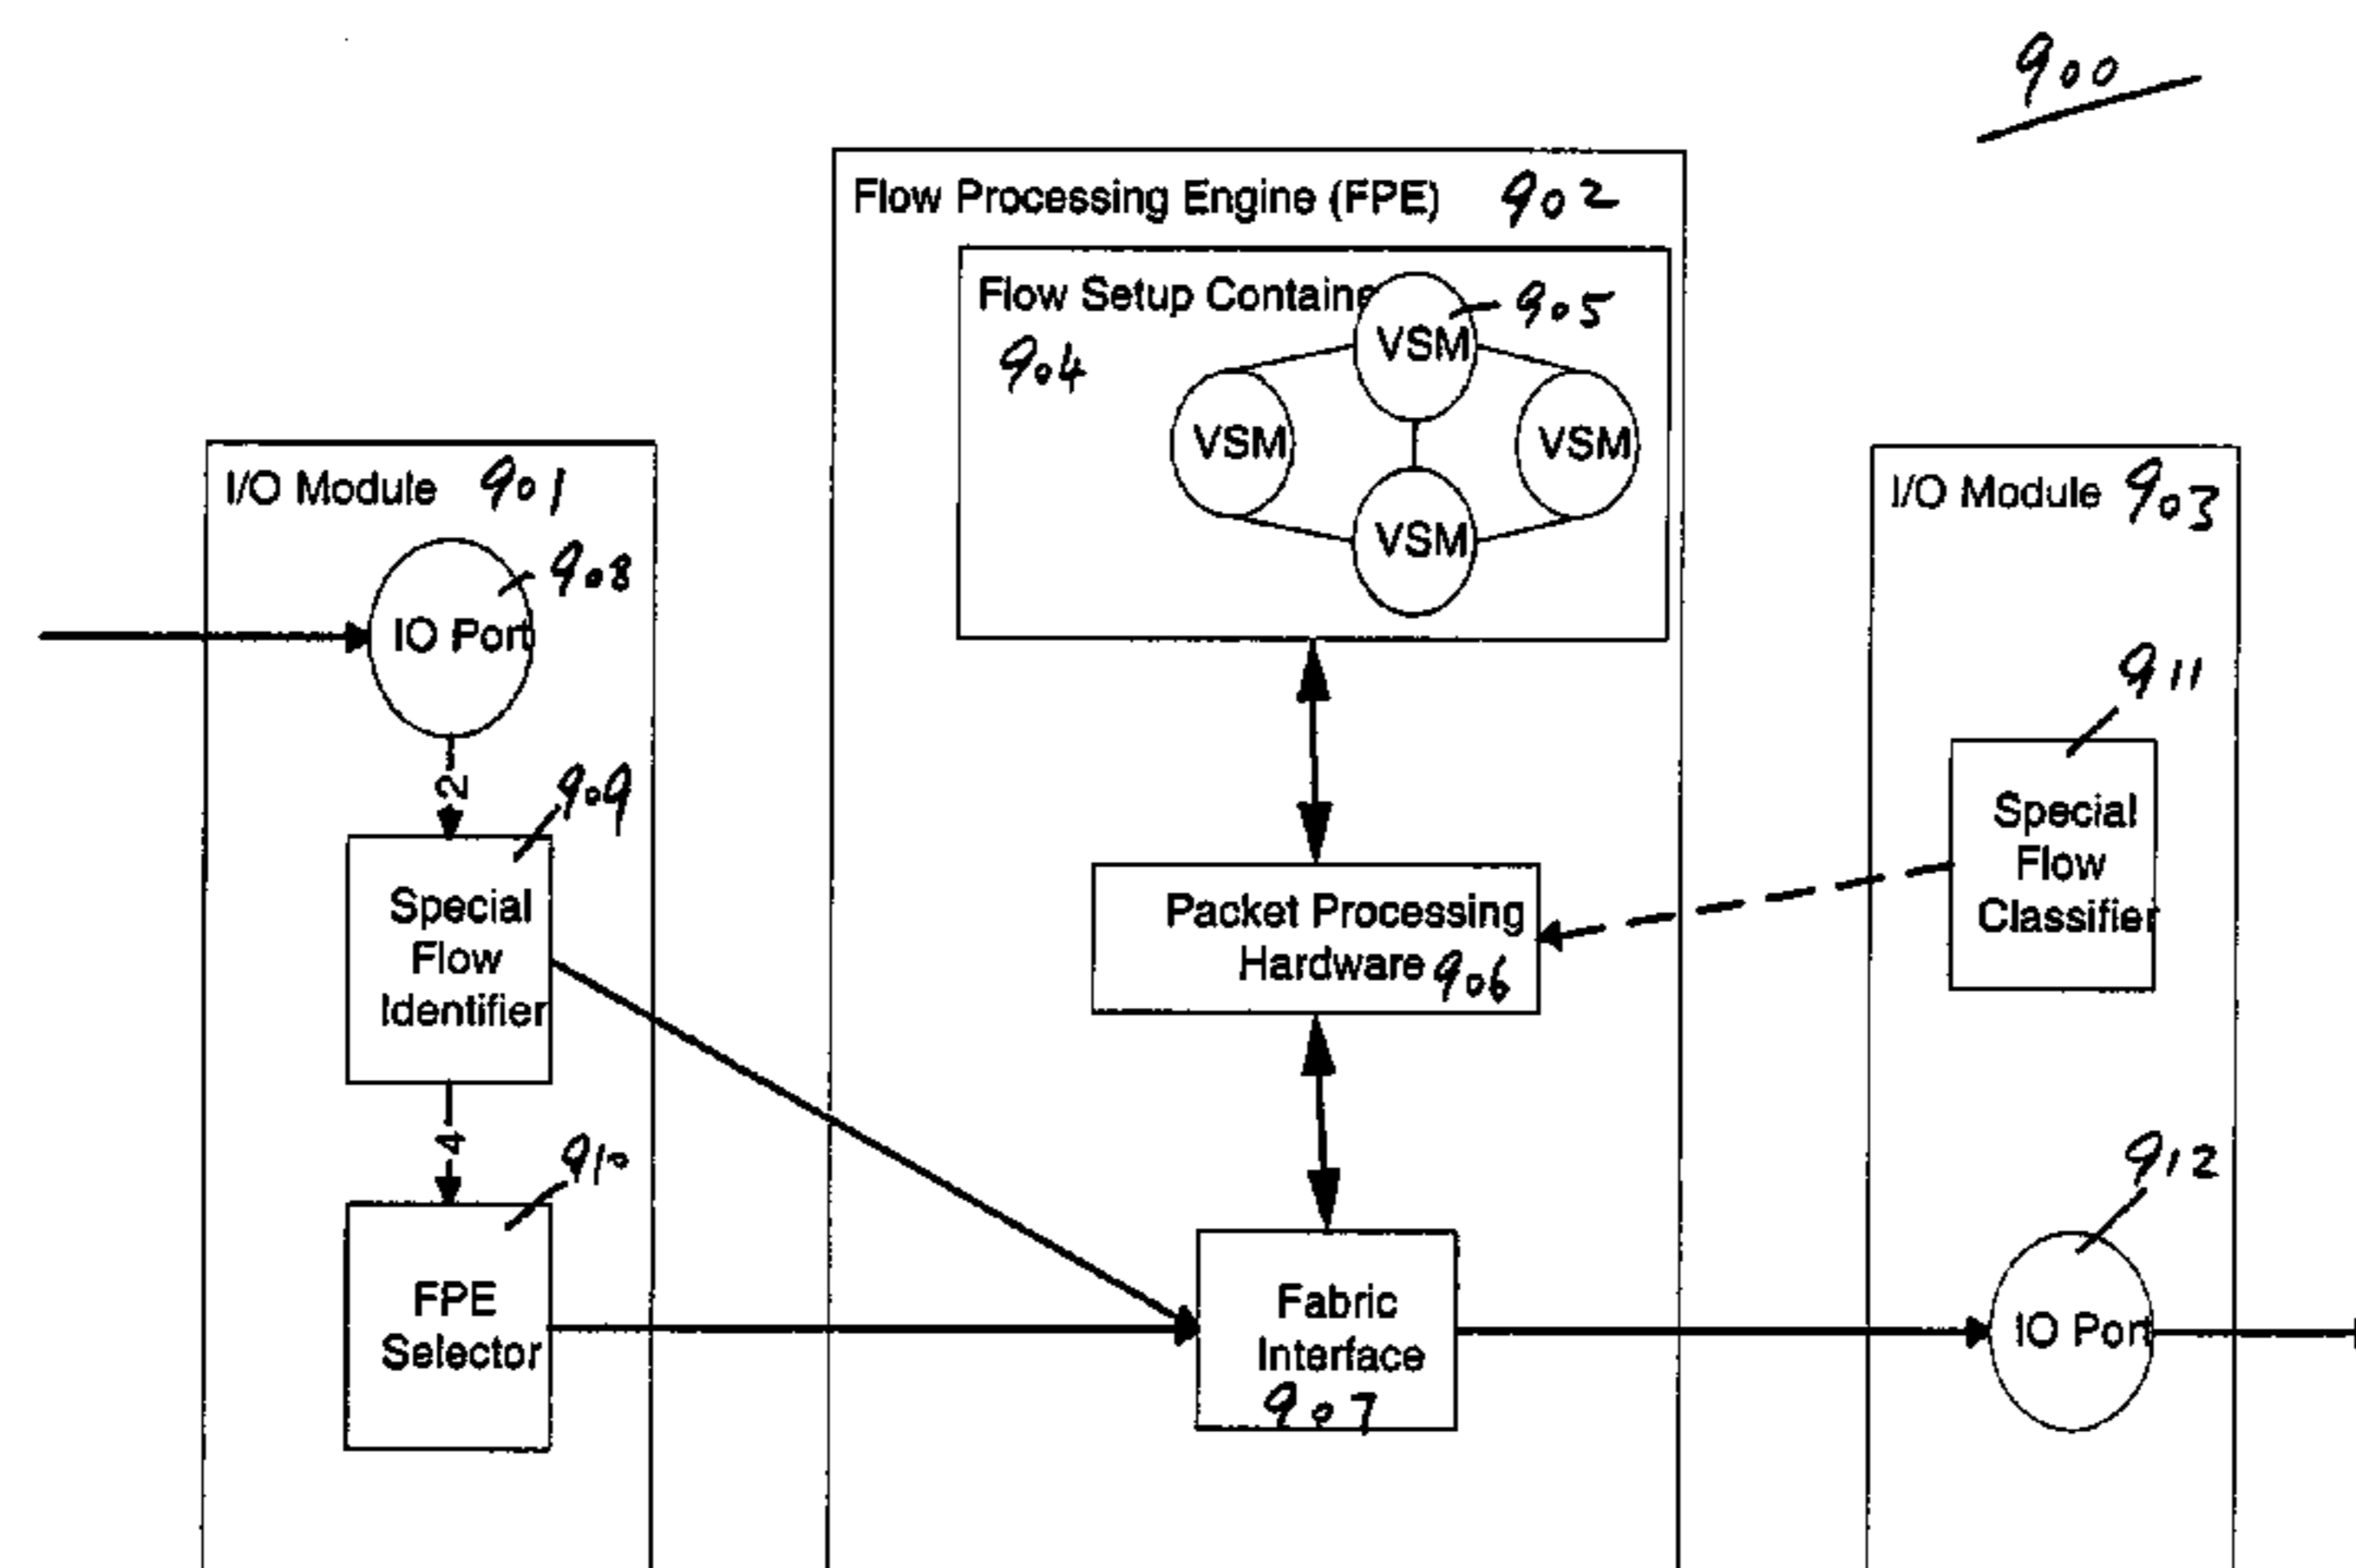 900
Flow Processing Engine (FPE) 902
Flow Setup Containe
905
904
VSM
VSM
VSM
VSM
I/O Module 901
908
IO Port
2
909
Special
Flow
Identifier
4
910
FPE
Selector
Packet Processing
Hardware 906
Fabric
Interface
907
I/O Module 903
911
Special
Flow
Classifier
912
IO Port